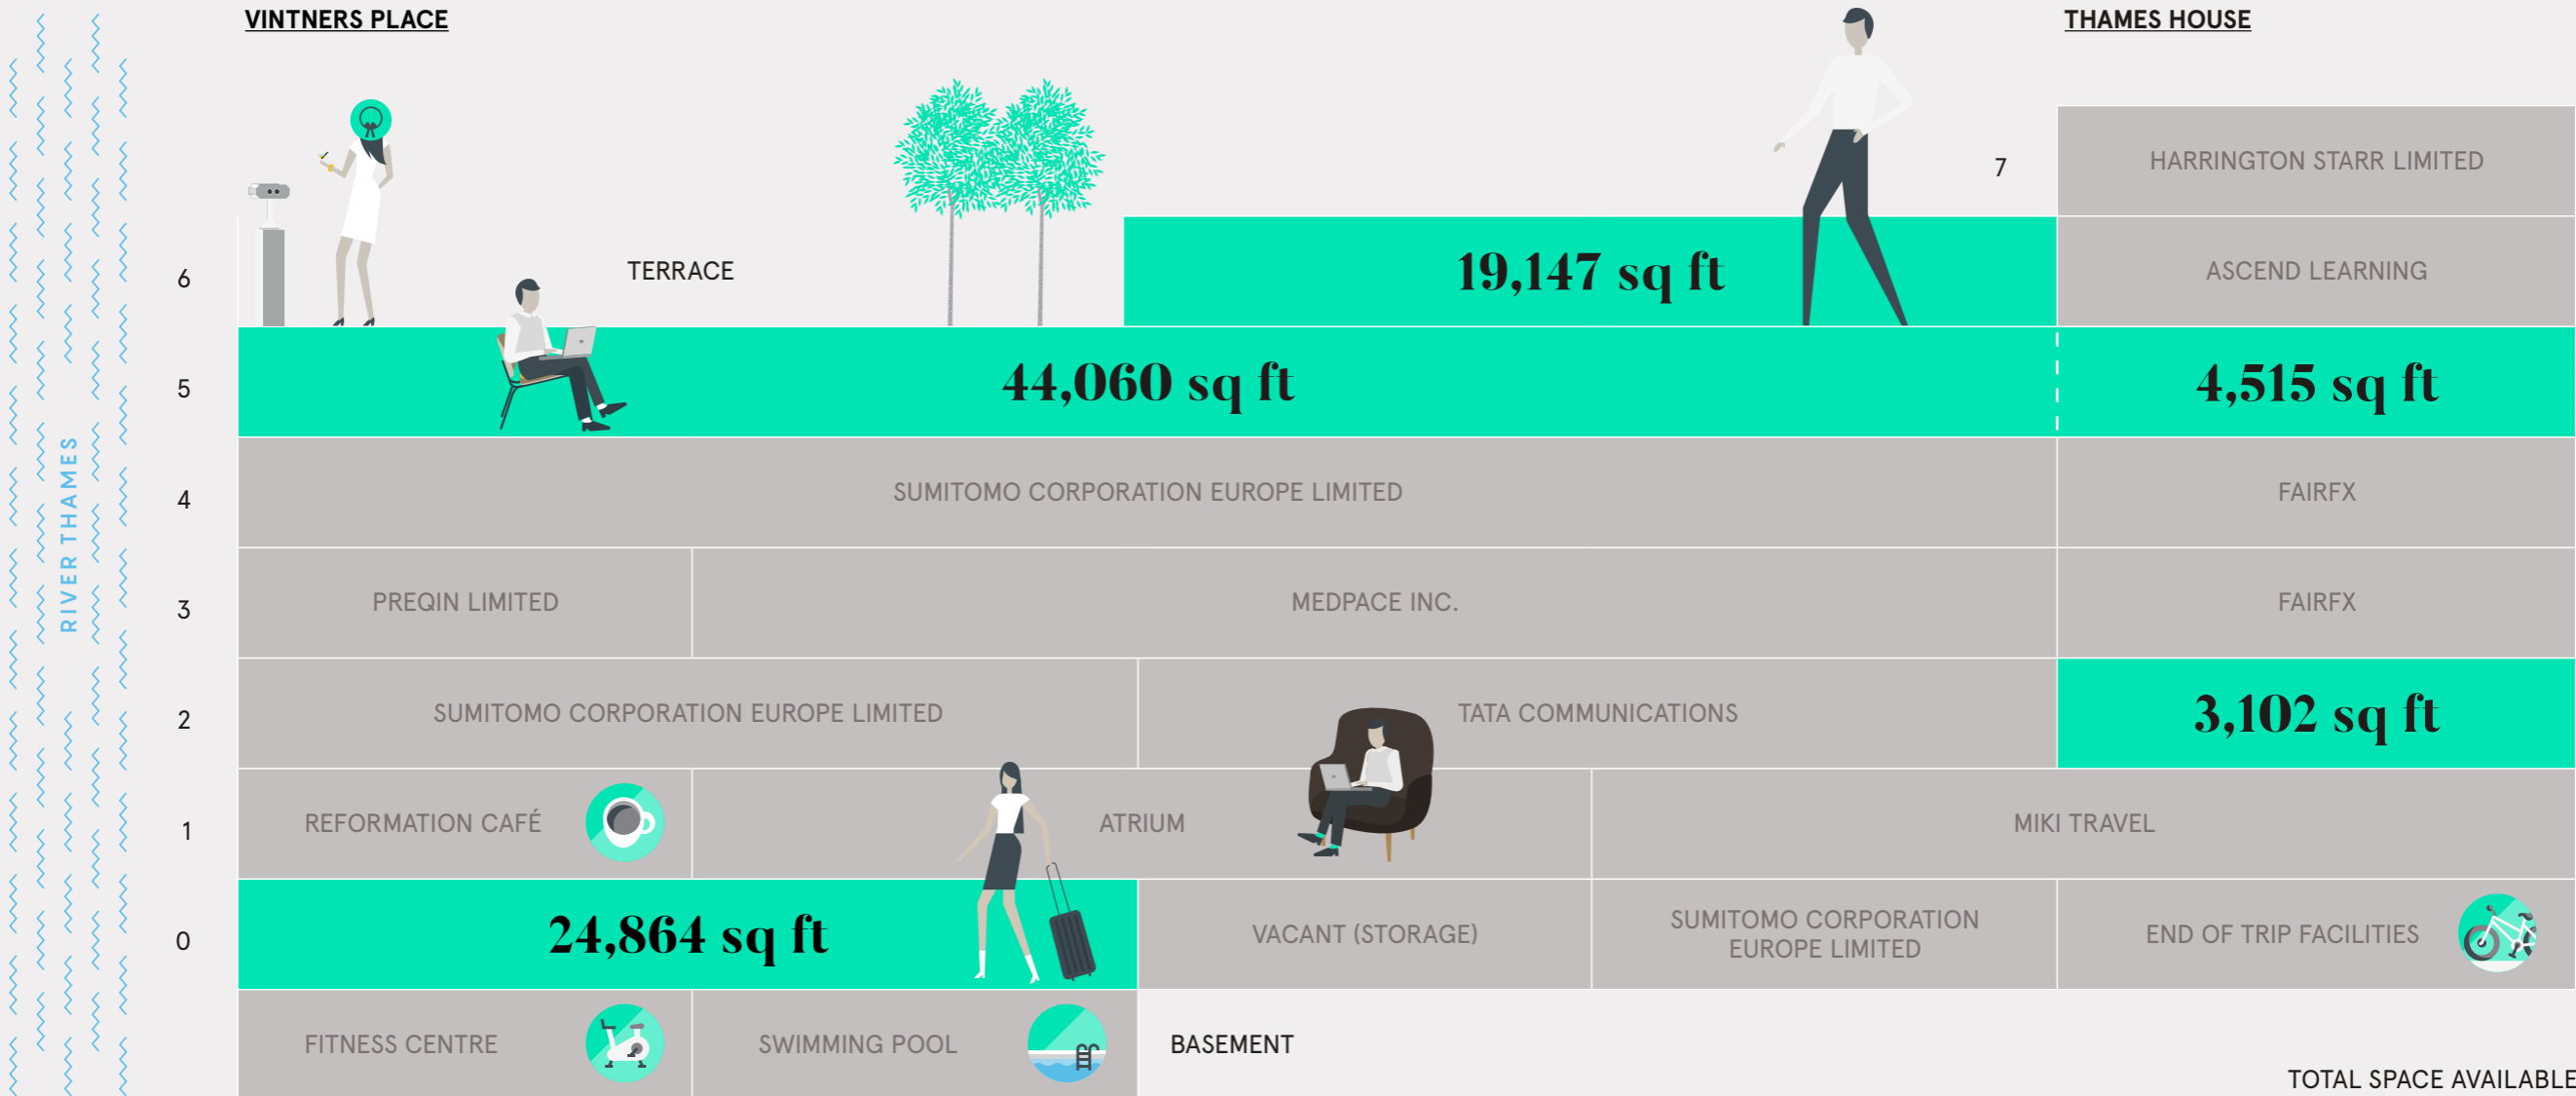 VINTNERS PLACE
THAMES HOUSE
7
HARRINGTON STARR LIMITED
6
TERRACE
19,147 sq ft
ASCEND LEARNING
5
44,060 sq ft
4,515 sq ft
4
SUMITOMO CORPORATION EUROPE LIMITED
FAIRFX
RIVER THAMES
3
PREQIN LIMITED
MEDPACE INC.
FAIRFX
2
SUMITOMO CORPORATION EUROPE LIMITED
TATA COMMUNICATIONS
3,102 sq ft
1
REFORMATION CAFÉ
ATRIUM
MIKI TRAVEL
0
24,864 sq ft
VACANT (STORAGE)
SUMITOMO CORPORATION
EUROPE LIMITED
END OF TRIP FACILITIES
FITNESS CENTRE
SWIMMING POOL
BASEMENT
TOTAL SPACE AVAILABLE